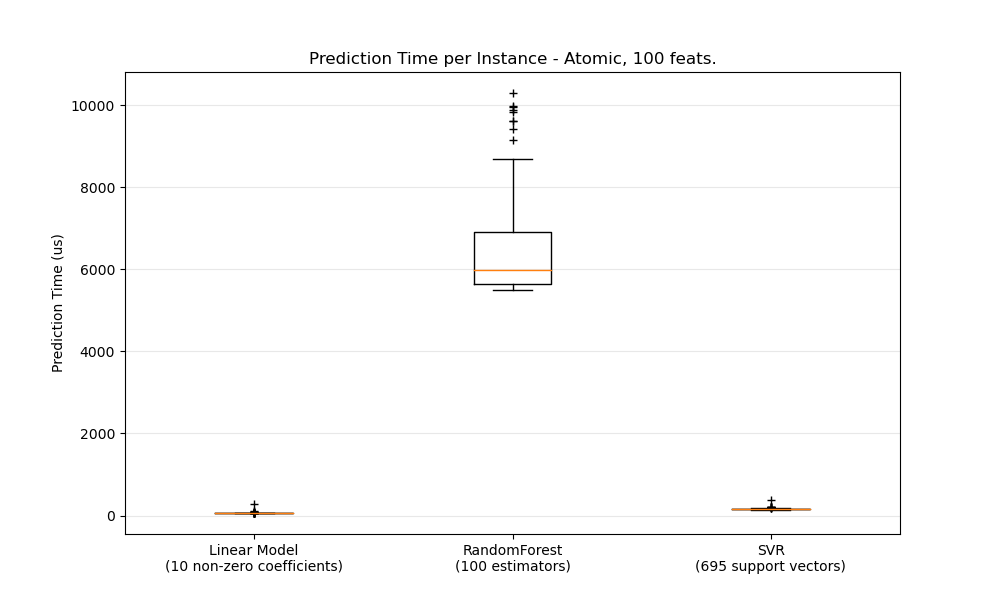 Prediction Time per Instance - Atomic, 100 feats.
Prediction Time (us)
10000
8000
6000
4000
2000
0
Linear Model
(10 non-zero coefficients)
RandomForest
(100 estimators)
SVR
(695 support vectors)